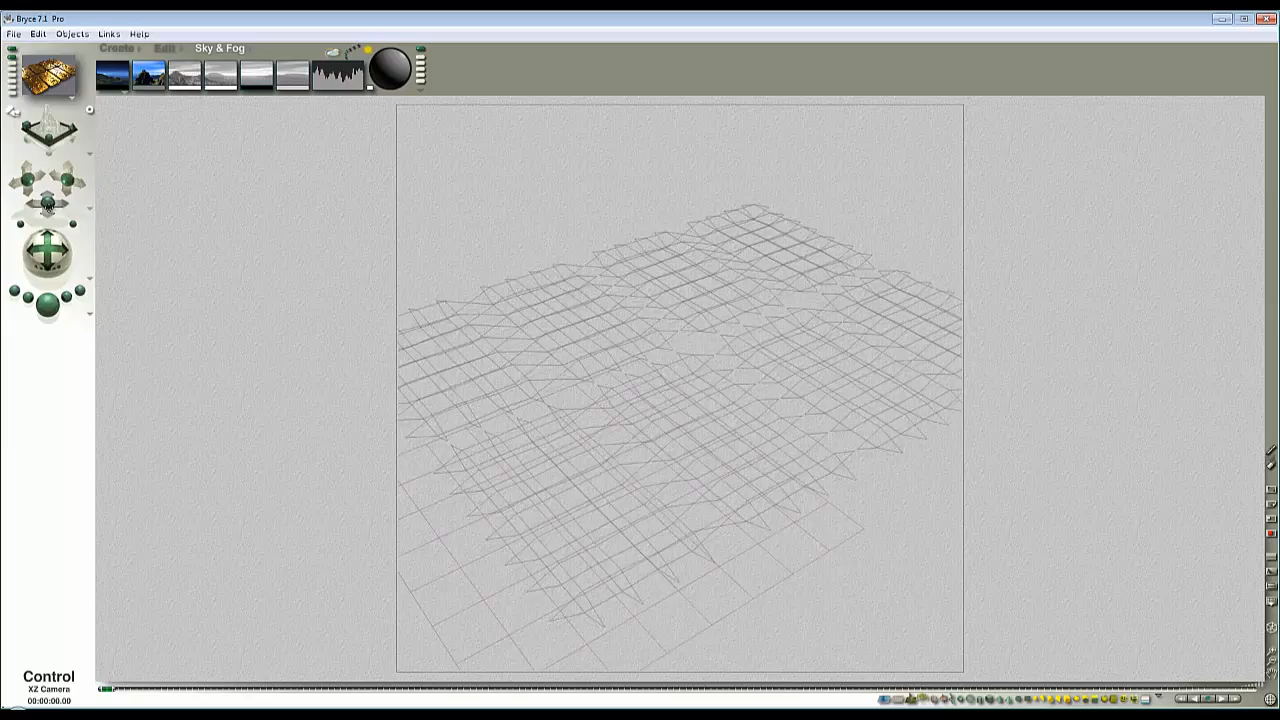 Bryce 7.1 Pro
File Edit Objects Links Help
Create Edit Sky & Fog
Control
XZ Camera
00:00:00.00